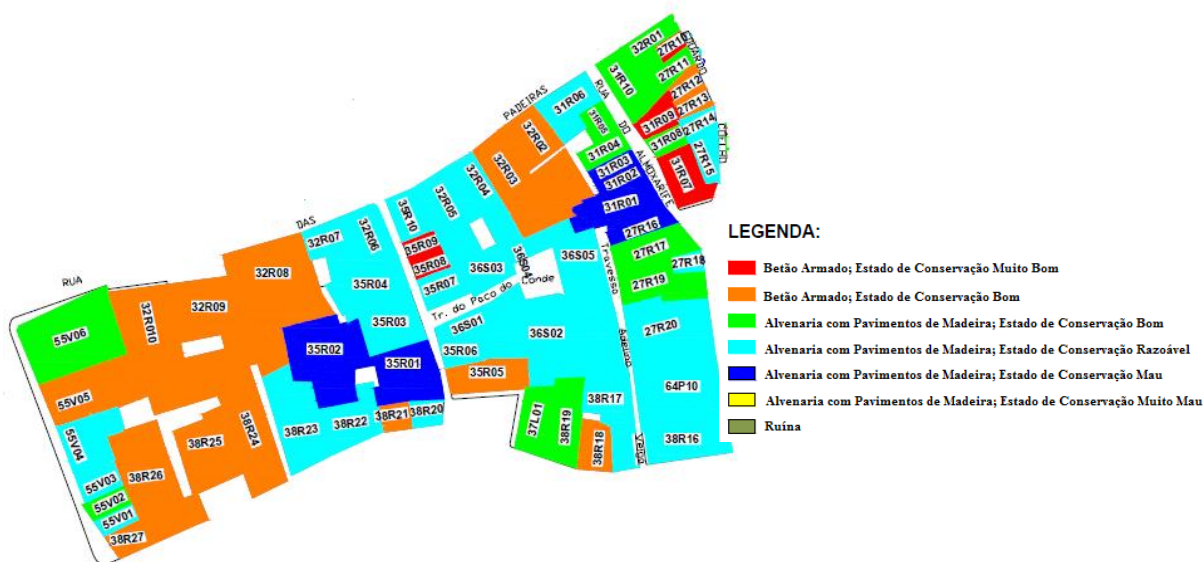 32R01
27R10
EDUARDO
31R10
27R11
27R12
27R13
27R14
COELHO
31R09
31R08
27R15
31R07
RUA DO ALMOXARIFE
RUA DAS PADEIRAS
31R06
31R05
31R04
31R03
31R02
31R01
27R16
27R17
27R18
27R19
27R20
64P10
38R16
32R02
32R03
32R04
32R05
35R10
35R09
35R08
35R07
36S03
36S04
36S05
Travessa
Tr. do Paço do Conde
36S01
36S02
35R06
35R05
38R17
37L01
38R19
38R18
32R06
32R07
35R04
35R03
35R02
35R01
38R20
38R21
38R22
38R23
32R08
32R09
32R010
38R24
38R25
38R26
55V06
55V05
55V04
55V03
55V02
55V01
38R27
LEGENDA:
Betão Armado; Estado de Conservação Muito Bom
Betão Armado; Estado de Conservação Bom
Alvenaria com Pavimentos de Madeira; Estado de Conservação Bom
Alvenaria com Pavimentos de Madeira; Estado de Conservação Razoável
Alvenaria com Pavimentos de Madeira; Estado de Conservação Mau
Alvenaria com Pavimentos de Madeira; Estado de Conservação Muito Mau
Ruína